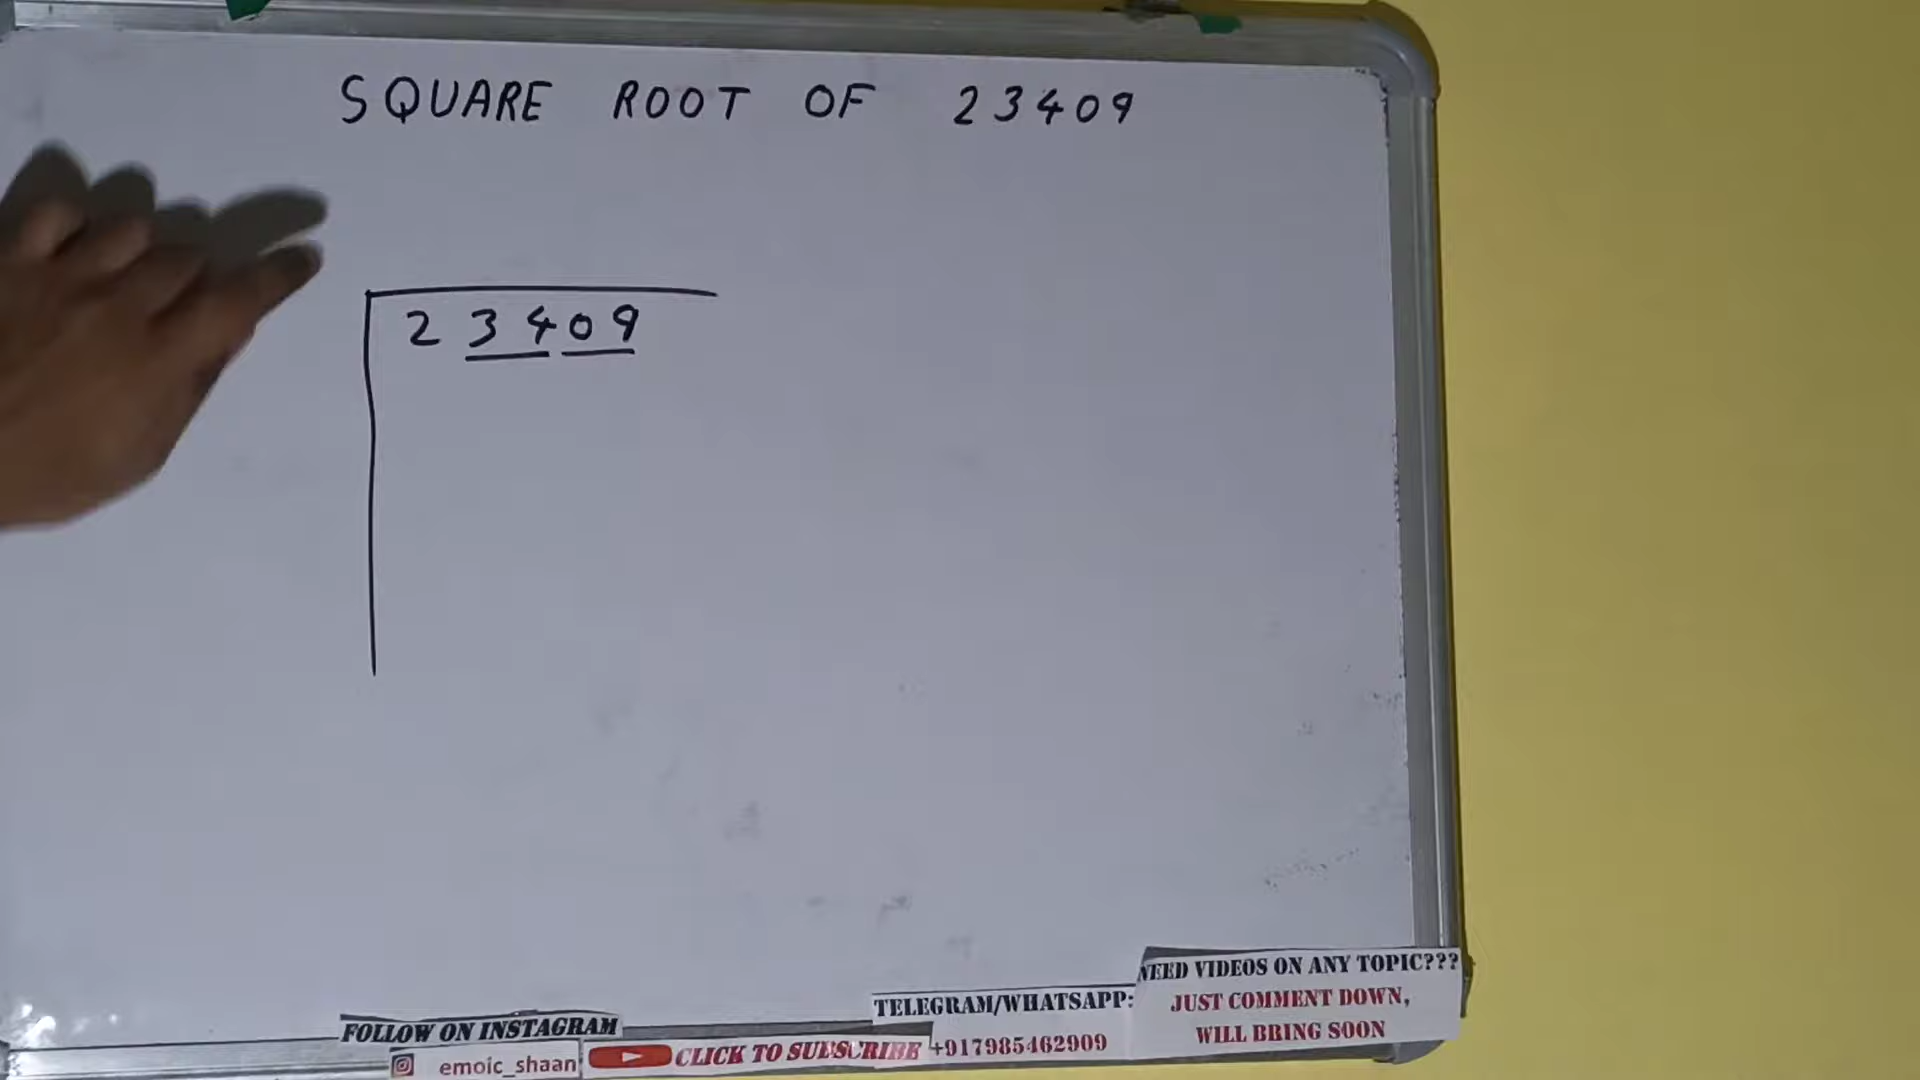 SQUARE ROOT OF 23409
23409
NEED VIDEOS ON ANY TOPIC???
JUST COMMENT DOWN,
WILL BRING SOON
TELEGRAM/WHATSAPP:
+917985462909
FOLLOW ON INSTAGRAM
emoic_shaan
CLICK TO SUBSCRIBE